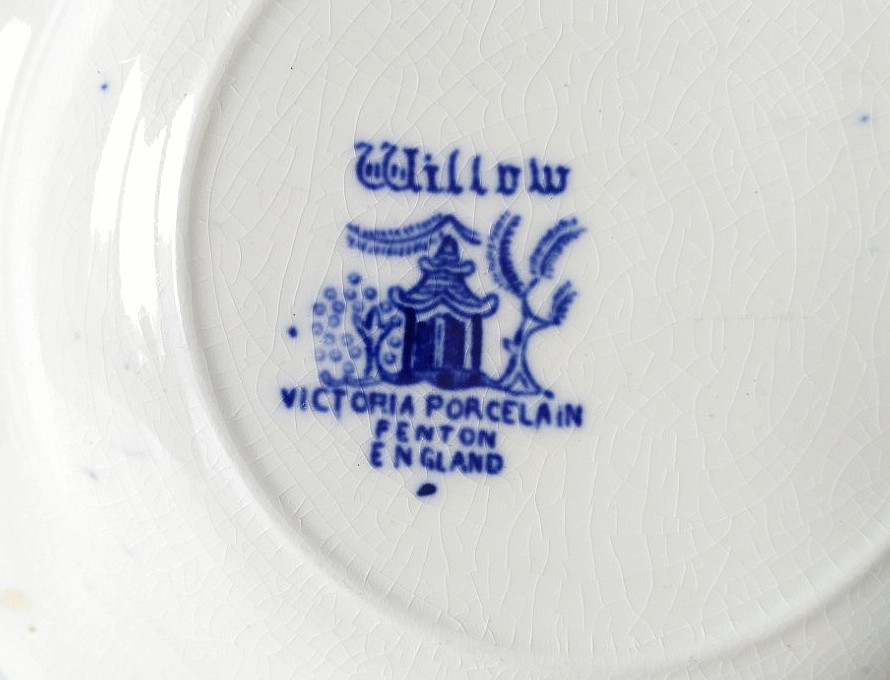 Willow
VICTORIA PORCELAIN
FENTON
ENGLAND